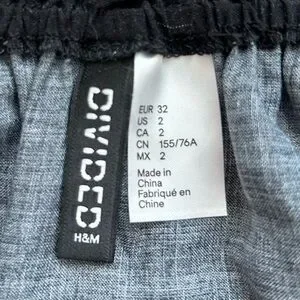 DIVIDED
H&M
EUR 32
US 2
CA 2
CN 155/76A
MX 2
Made in
China
Fabriqué en
Chine